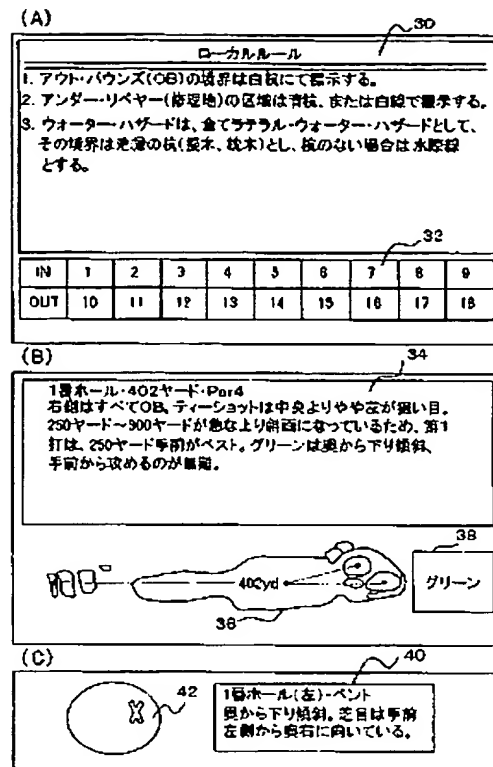 (A)
30
ローカルルール
1. アウト・バウンズ(OB)の境界は白杭にて標示する。
2. アンダー・リペヤー(修理地)の区域は青杭、または白線で標示する。
3. ウォーター・ハザードは、全てラテラル・ウォーター・ハザードとして、
その境界は池淵の杭(木、枕木)とし、杭のない場合は水際線
とする。
32
IN 1 2 3 4 5 6 7 8 9
OUT 10 11 12 13 14 15 16 17 18
(B)
34
1番ホール・402ヤード・Par4
右側はすべてOB、ティーショットは中央よりやや左が狙い目。
250ヤード~300ヤードが急なより斜面になっているため、第1
打は、250ヤード手前がベスト。グリーンは奥から下り傾斜、
手前から攻めるのが無難。
38
402yd
グリーン
36
(C)
40
42
1番ホール(左)・ベント
奥から下り傾斜。芝目は手前
左側から奥右に向いている。